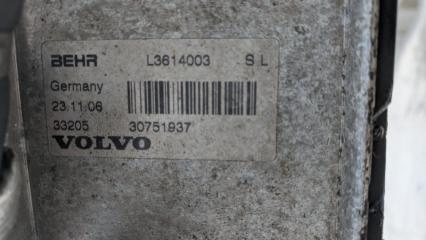 BEHR L3614003 S L
Germany
23.11.06
33205 30751937
VOLVO